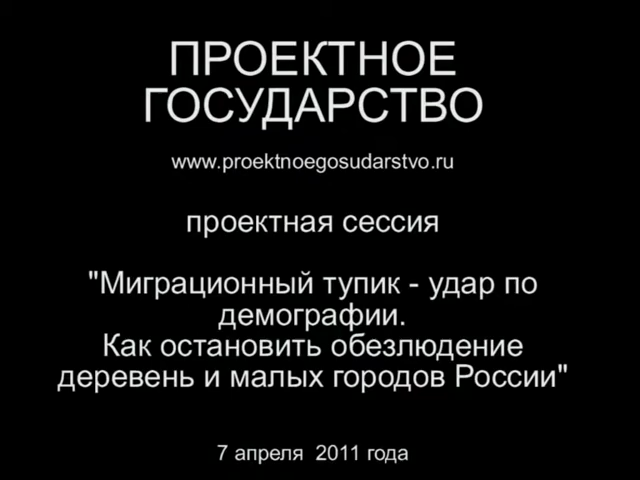 ПРОЕКТНОЕ
ГОСУДАРСТВО
www.proektnoegosudarstvo.ru
проектная сессия
"Миграционный тупик - удар по
демографии.
Как остановить обезлюдение
деревень и малых городов России"
7 апреля 2011 года